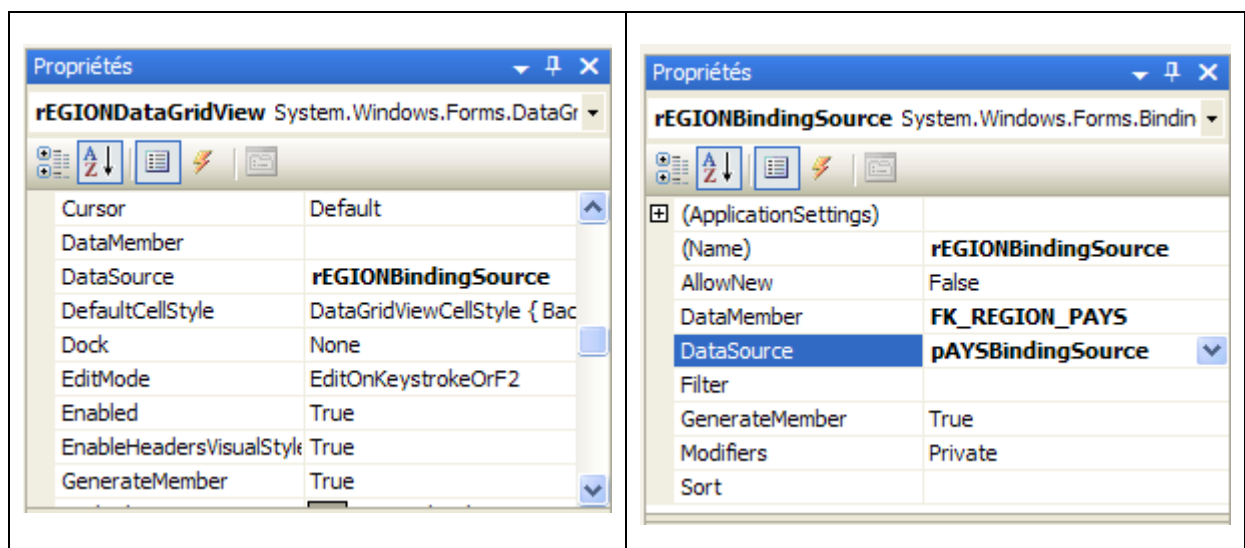 Propriétés
rEGIONDataGridView System.Windows.Forms.DataGr
Cursor Default
DataMember
DataSource rEGIONBindingSource
DefaultCellStyle DataGridViewCellStyle { Bac
Dock None
EditMode EditOnKeystrokeOrF2
Enabled True
EnableHeadersVisualStyle True
GenerateMember True
Propriétés
rEGIONBindingSource System.Windows.Forms.Bindin
(ApplicationSettings)
(Name) rEGIONBindingSource
AllowNew False
DataMember FK_REGION_PAYS
DataSource pAYSBindingSource
Filter
GenerateMember True
Modifiers Private
Sort